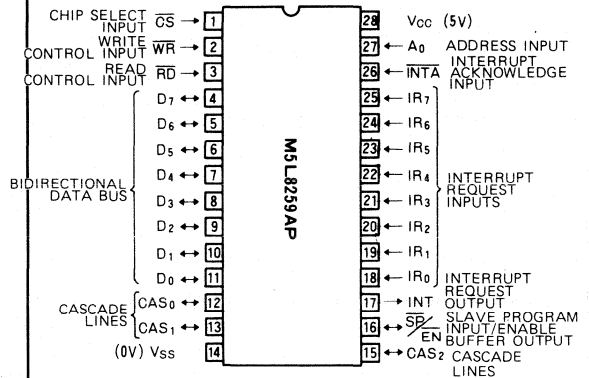 CHIP SELECT INPUT CS 1
WRITE CONTROL INPUT WR 2
READ CONTROL INPUT RD 3
D7 4
D6 5
D5 6
D4 7
D3 8
D2 9
D1 10
D0 11
BIDIRECTIONAL DATA BUS
CAS0 12
CAS1 13
CASCADE LINES
(0V) VSS 14
M5L8259AP
28 VCC (5V)
27 A0 ADDRESS INPUT
26 INTA INTERRUPT ACKNOWLEDGE INPUT
25 IR7
24 IR6
23 IR5
22 IR4
21 IR3
20 IR2
19 IR1
18 IR0
INTERRUPT REQUEST INPUTS
17 INT INTERRUPT REQUEST OUTPUT
16 SP/EN SLAVE PROGRAM INPUT/ENABLE BUFFER OUTPUT
15 CAS2 CASCADE LINES